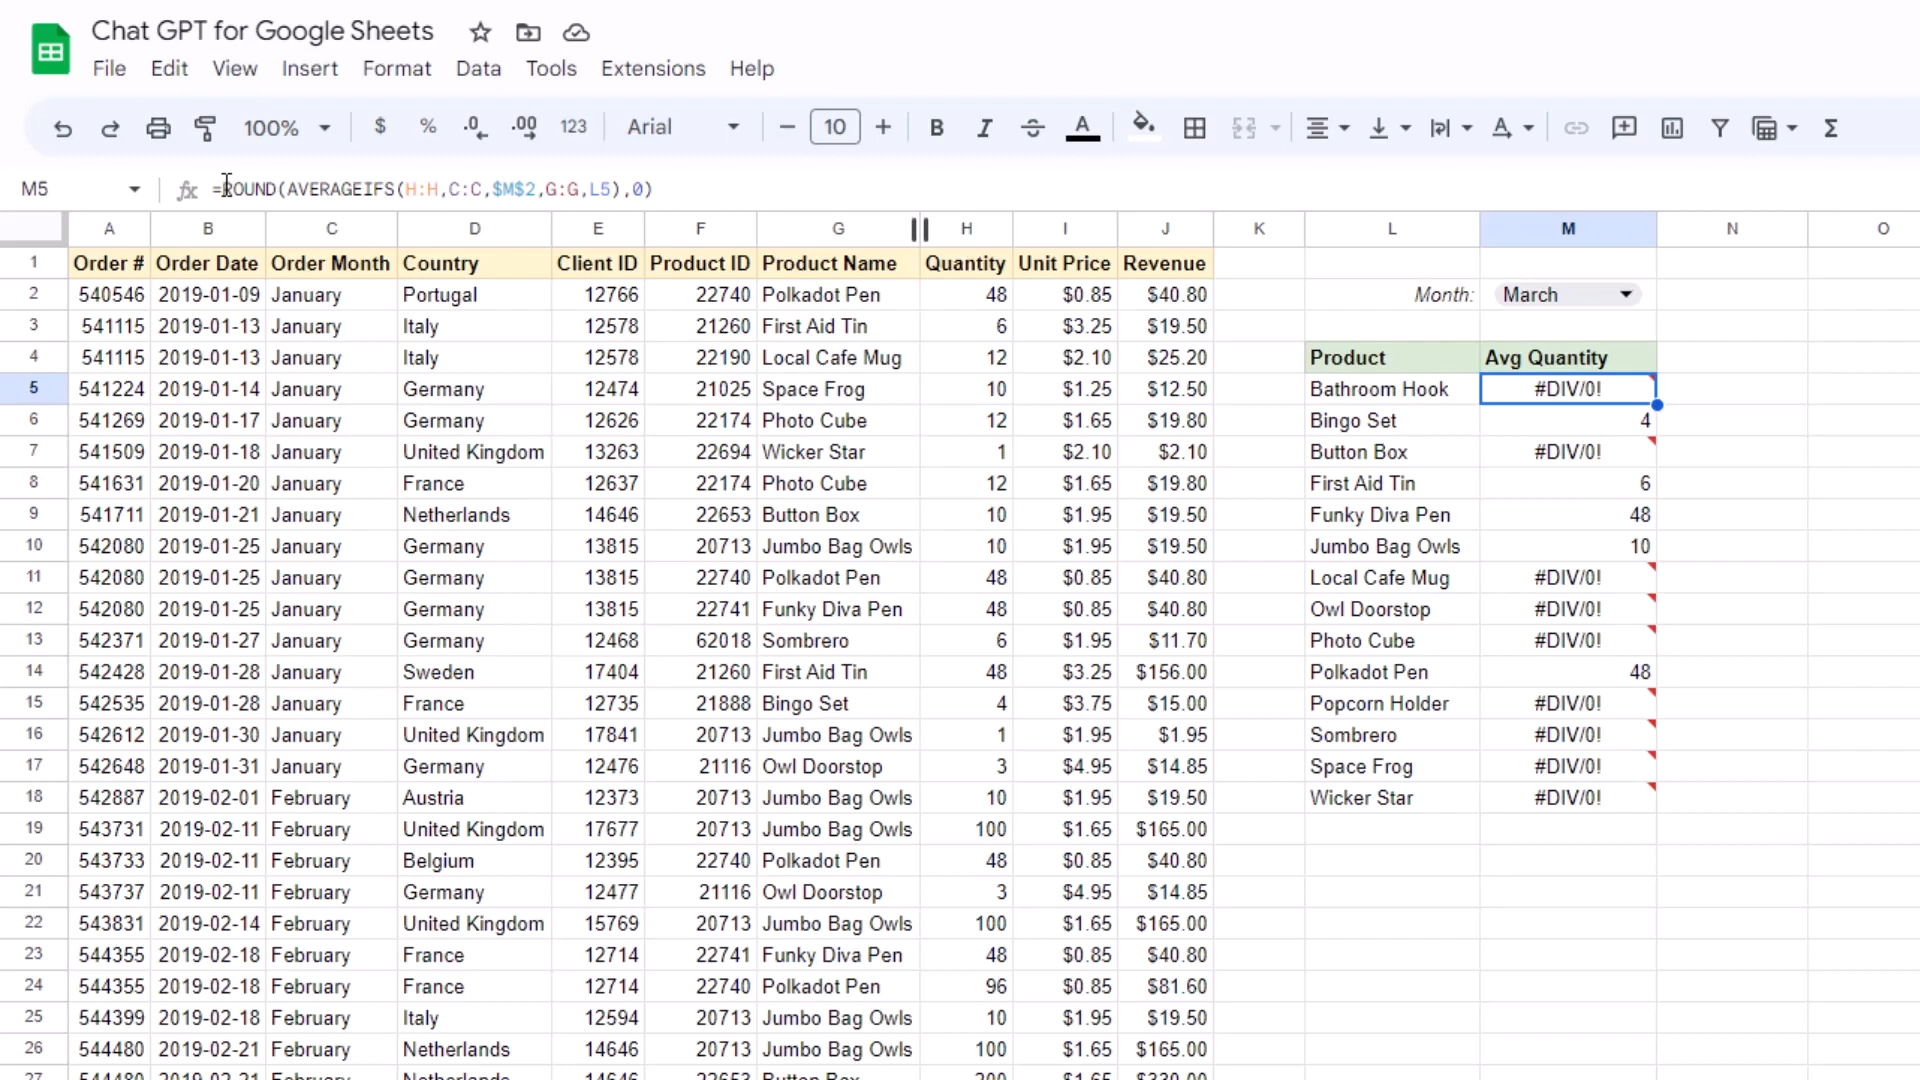 Chat GPT for Google Sheets
File Edit View Insert Format Data Tools Extensions Help
100% $ % .0 .00 123 Arial 10 B I A A Σ
M5 fx =ROUND(AVERAGEIFS(H:H,C:C,$M$2,G:G,L5),0)
A B C D E F G H I J K L M N O
1 Order # Order Date Order Month Country Client ID Product ID Product Name Quantity Unit Price Revenue
2 540546 2019-01-09 January Portugal 12766 22740 Polkadot Pen 48 $0.85 $40.80 Month: March
3 541115 2019-01-13 January Italy 12578 21260 First Aid Tin 6 $3.25 $19.50
4 541115 2019-01-13 January Italy 12578 22190 Local Cafe Mug 12 $2.10 $25.20 Product Avg Quantity
5 541224 2019-01-14 January Germany 12474 21025 Space Frog 10 $1.25 $12.50 Bathroom Hook #DIV/0!
6 541269 2019-01-17 January Germany 12626 22174 Photo Cube 12 $1.65 $19.80 Bingo Set 4
7 541509 2019-01-18 January United Kingdom 13263 22694 Wicker Star 1 $2.10 $2.10 Button Box #DIV/0!
8 541631 2019-01-20 January France 12637 22174 Photo Cube 12 $1.65 $19.80 First Aid Tin 6
9 541711 2019-01-21 January Netherlands 14646 22653 Button Box 10 $1.95 $19.50 Funky Diva Pen 48
10 542080 2019-01-25 January Germany 13815 20713 Jumbo Bag Owls 10 $1.95 $19.50 Jumbo Bag Owls 10
11 542080 2019-01-25 January Germany 13815 22740 Polkadot Pen 48 $0.85 $40.80 Local Cafe Mug #DIV/0!
12 542080 2019-01-25 January Germany 13815 22741 Funky Diva Pen 48 $0.85 $40.80 Owl Doorstop #DIV/0!
13 542371 2019-01-27 January Germany 12468 62018 Sombrero 6 $1.95 $11.70 Photo Cube #DIV/0!
14 542428 2019-01-28 January Sweden 17404 21260 First Aid Tin 48 $3.25 $156.00 Polkadot Pen 48
15 542535 2019-01-28 January France 12735 21888 Bingo Set 4 $3.75 $15.00 Popcorn Holder #DIV/0!
16 542612 2019-01-30 January United Kingdom 17841 20713 Jumbo Bag Owls 1 $1.95 $1.95 Sombrero #DIV/0!
17 542648 2019-01-31 January Germany 12476 21116 Owl Doorstop 3 $4.95 $14.85 Space Frog #DIV/0!
18 542887 2019-02-01 February Austria 12373 20713 Jumbo Bag Owls 10 $1.95 $19.50 Wicker Star #DIV/0!
19 543731 2019-02-11 February United Kingdom 17677 20713 Jumbo Bag Owls 100 $1.65 $165.00
20 543733 2019-02-11 February Belgium 12395 22740 Polkadot Pen 48 $0.85 $40.80
21 543737 2019-02-11 February Germany 12477 21116 Owl Doorstop 3 $4.95 $14.85
22 543831 2019-02-14 February United Kingdom 15769 20713 Jumbo Bag Owls 100 $1.65 $165.00
23 544355 2019-02-18 February France 12714 22741 Funky Diva Pen 48 $0.85 $40.80
24 544355 2019-02-18 February France 12714 22740 Polkadot Pen 96 $0.85 $81.60
25 544399 2019-02-18 February Italy 12594 20713 Jumbo Bag Owls 10 $1.95 $19.50
26 544480 2019-02-21 February Netherlands 14646 20713 Jumbo Bag Owls 100 $1.65 $165.00
27 544480 2019-02-21 February Netherlands 14646 22653 Button Box 200 $1.65 $330.00